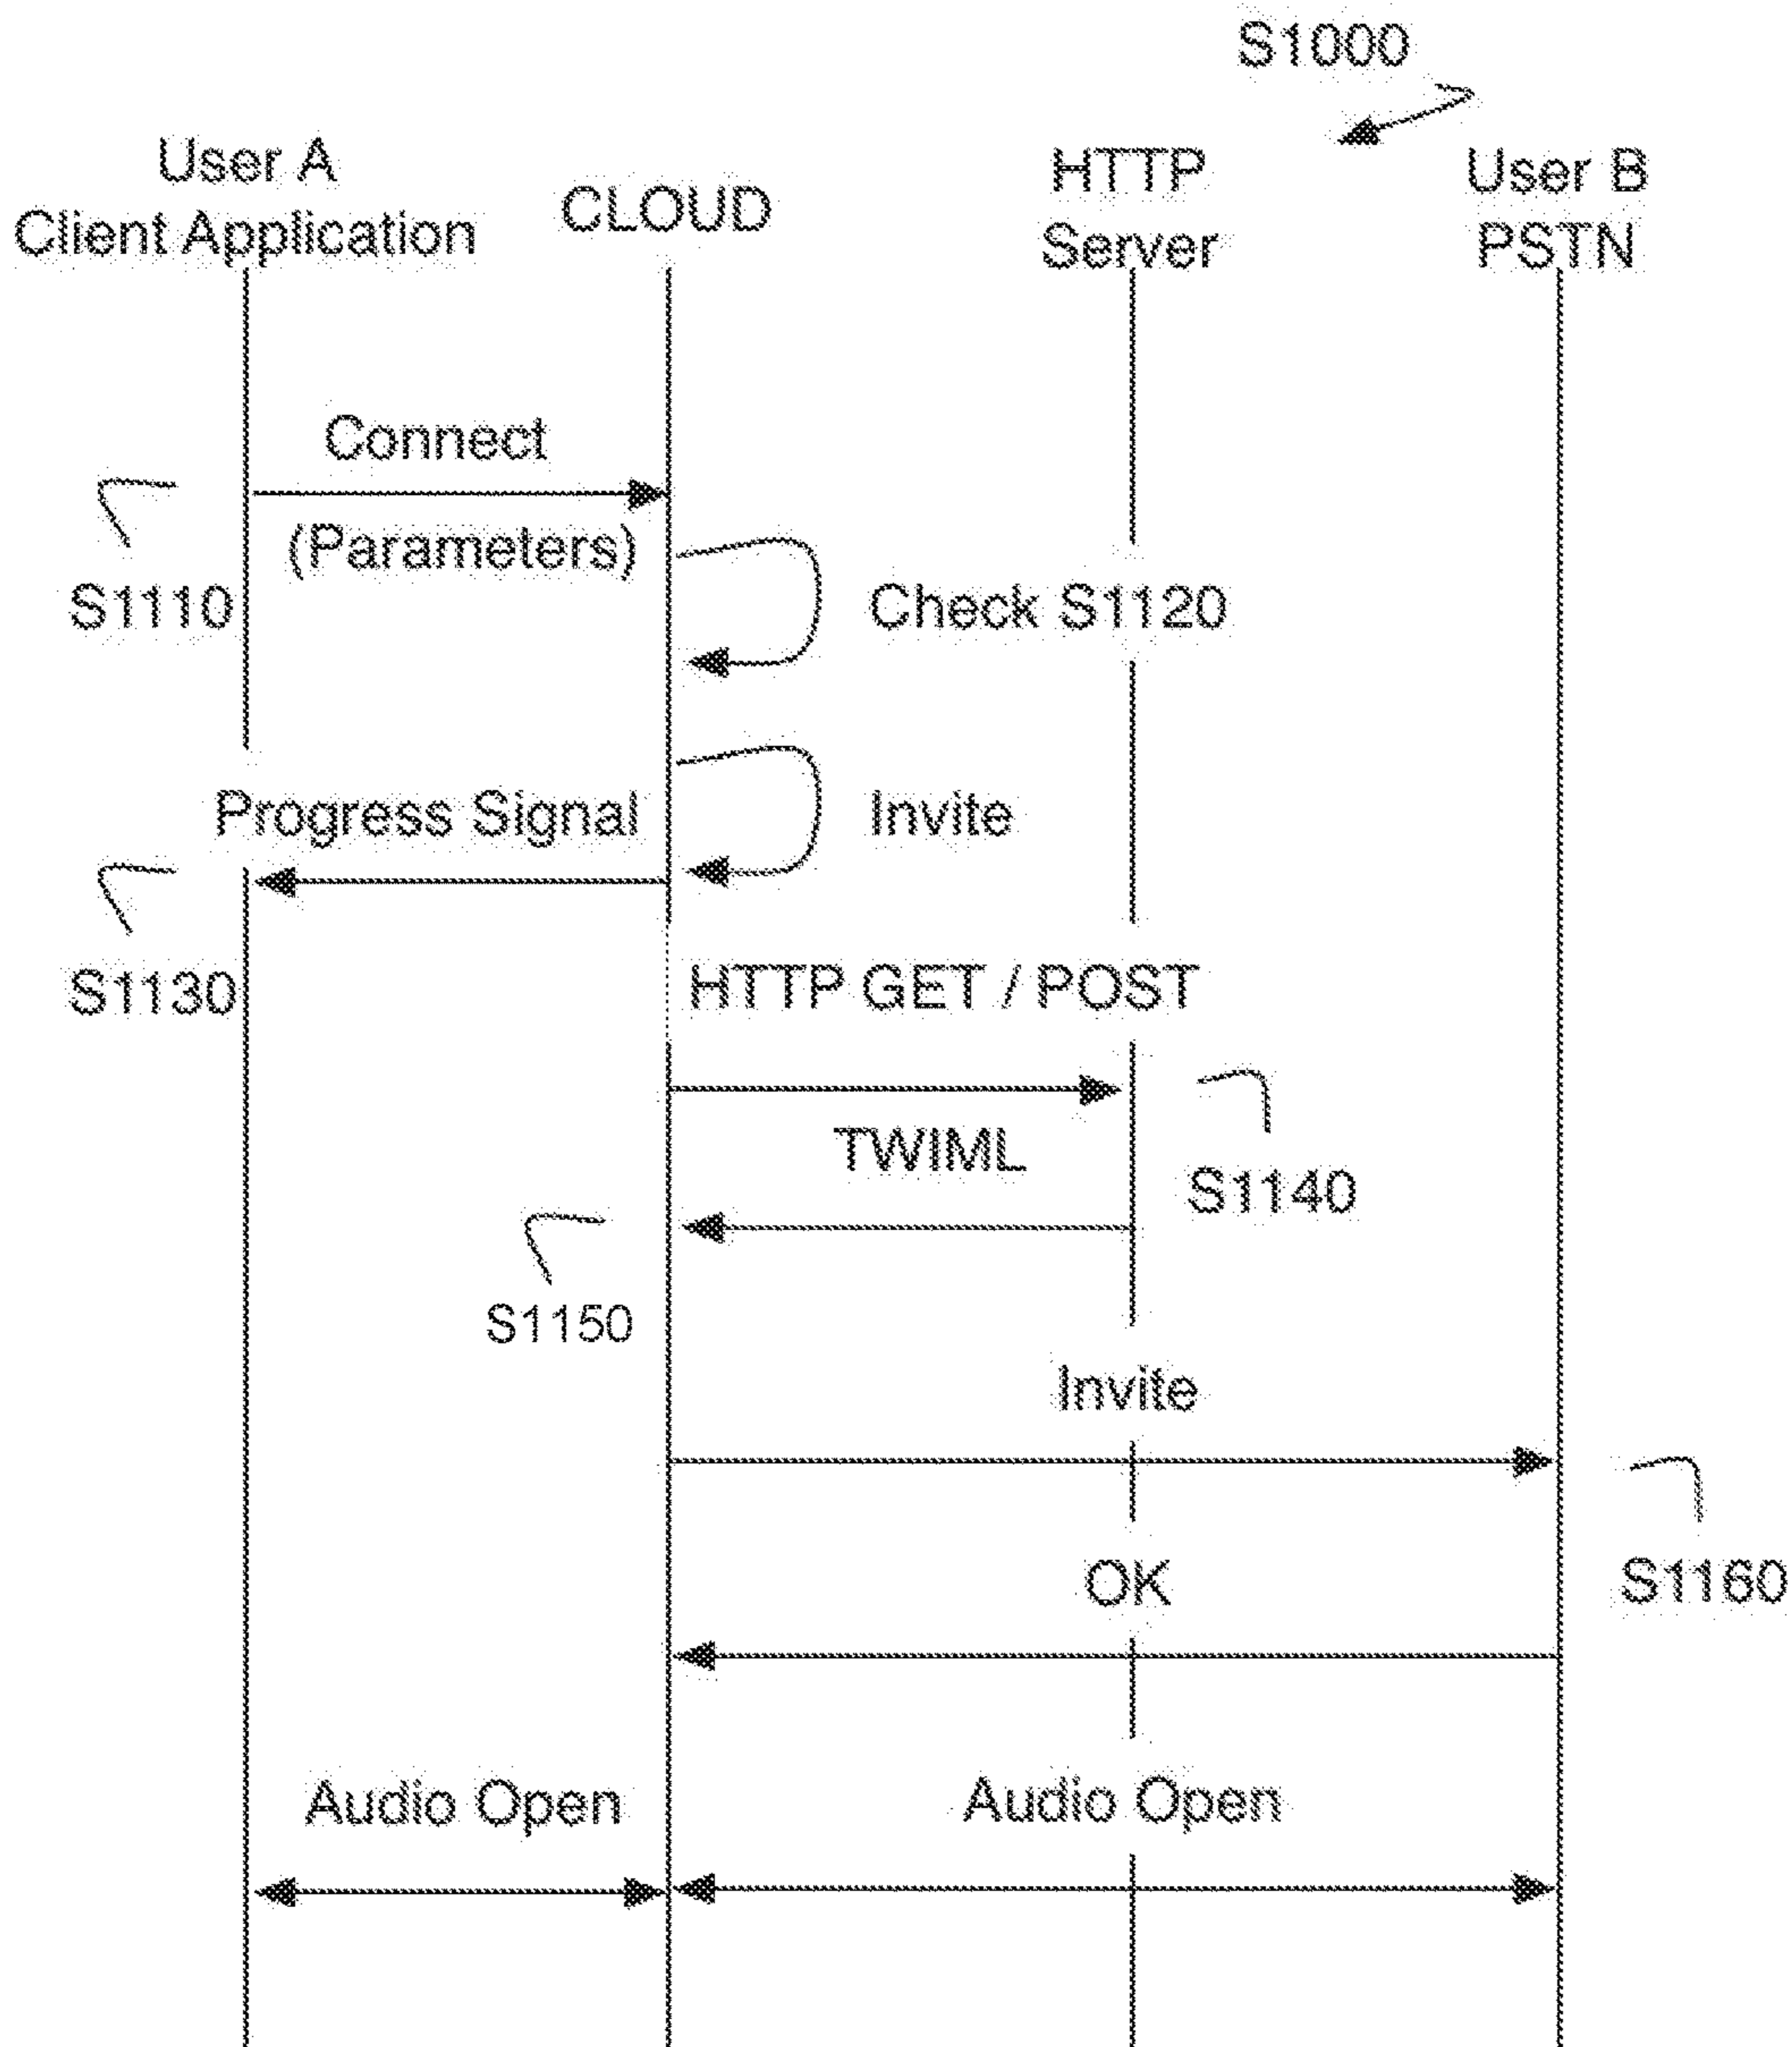 S1000
User A
Client Application
CLOUD
HTTP
Server
User B
PSTN
Connect
(Parameters)
S1110
Check S1120
Progress Signal
Invite
S1130
HTTP GET / POST
TWIML
S1140
S1150
Invite
OK
S1160
Audio Open
Audio Open